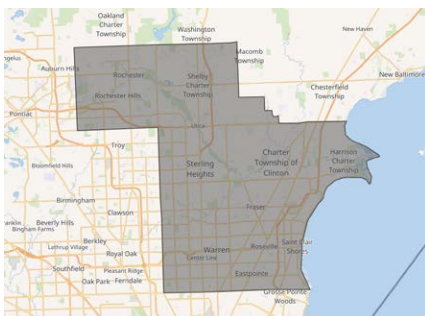 Oakland
Charter
Township
Washington
Township
New Haven
Macomb
Township
Auburn Hills
Rochester
Shelby
Charter
Township
Chesterfield
Township
New Baltimore
Rochester Hills
Pontiac
Utica
Troy
Bloomfield Hills
Sterling
Heights
Charter
Township of
Clinton
Harrison
Charter
Township
Birmingham
Clawson
Fraser
Franklin
Beverly Hills
Bingham Farms
Berkley
Lathrup Village
Royal Oak
Warren
Center Line
Roseville
Saint Clair
Shores
Southfield
Pleasant Ridge
Oak Park
Ferndale
Eastpointe
Grosse Pointe
Woods